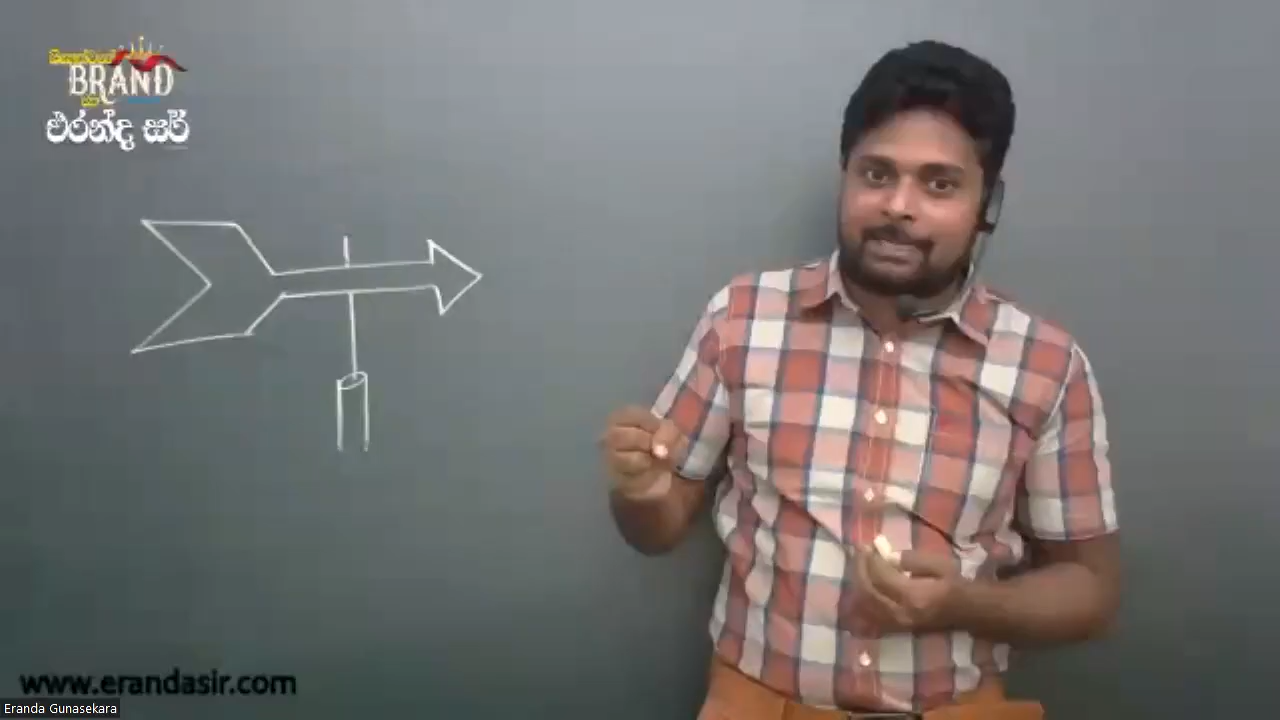 BRAND
එරන්ද සර්
www.erandasir.com
Eranda Gunasekara